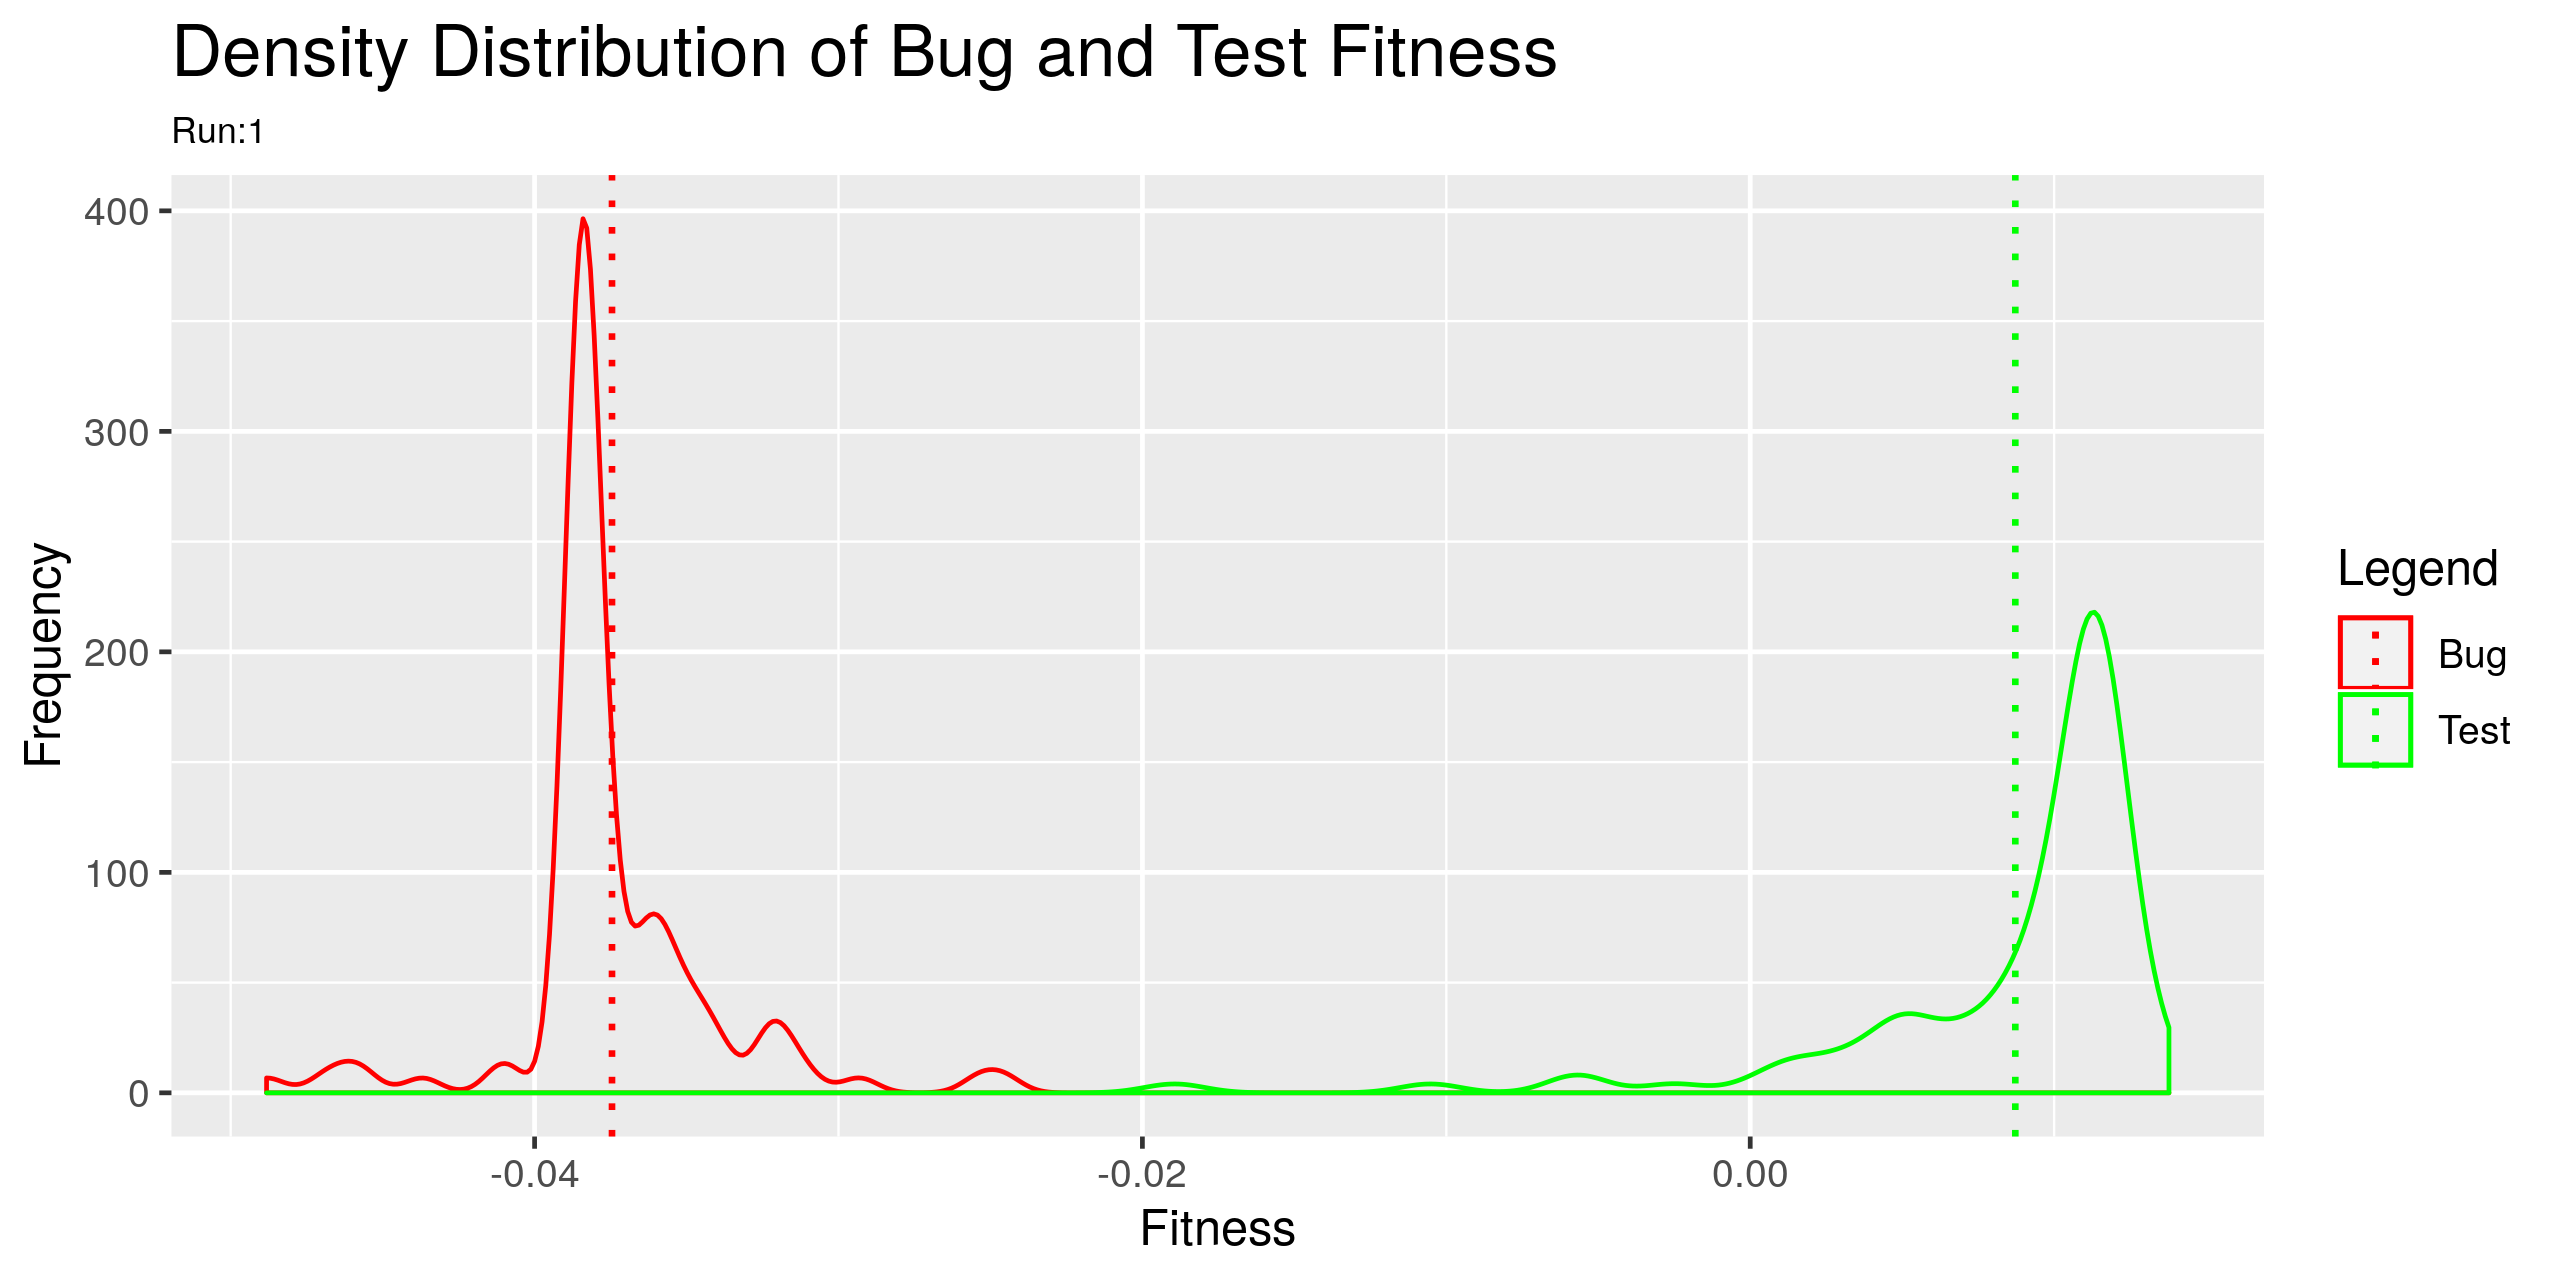 Density Distribution of Bug and Test Fitness
Run:1
400
300
200
100
0
Frequency
-0.04
-0.02
0.00
Fitness
Legend
Bug
Test